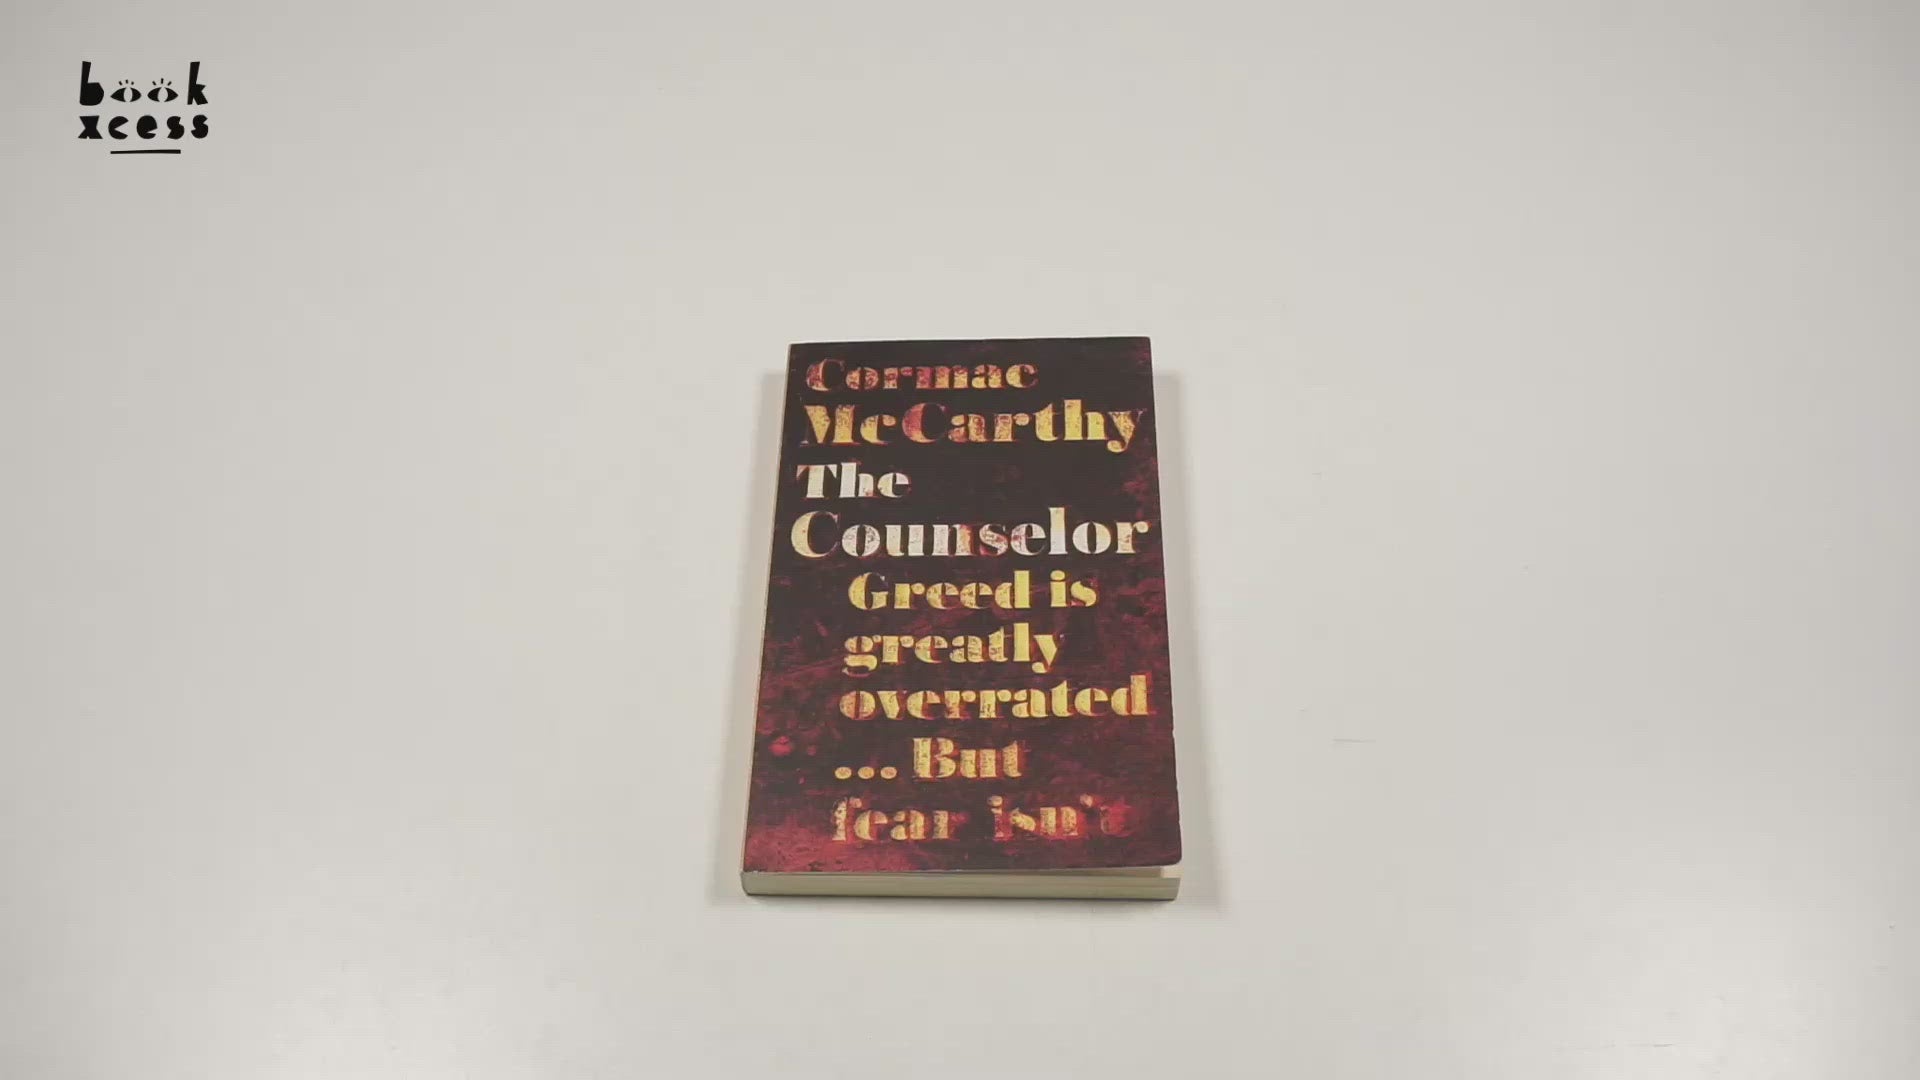 book
xcess
Cormac
McCarthy
The
Counselor
Greed is
greatly
overrated
... But
fear isn't